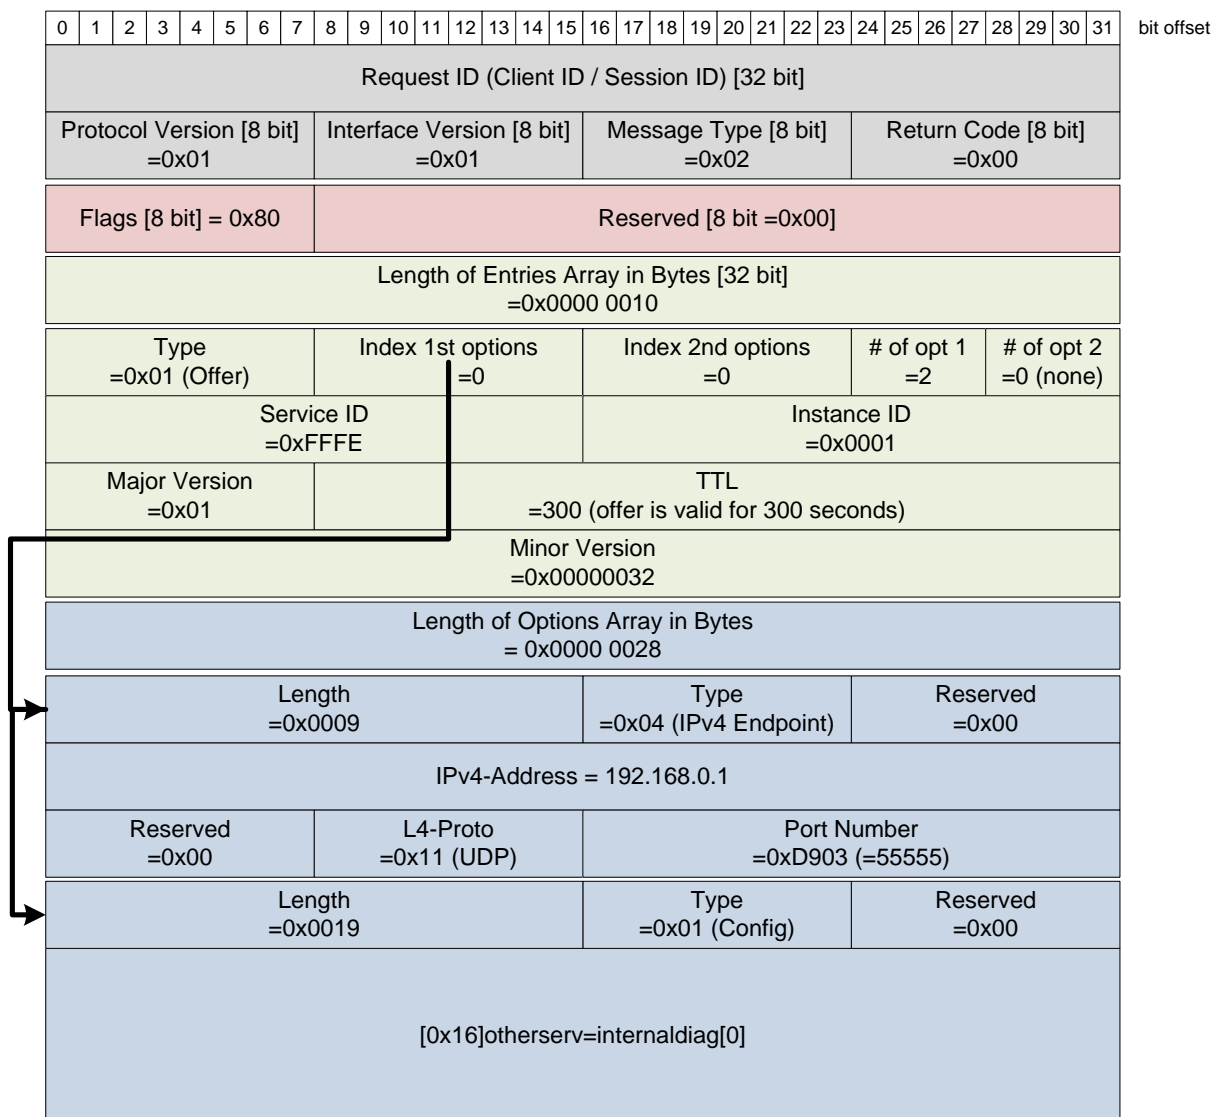 0 1 2 3 4 5 6 7 8 9 10 11 12 13 14 15 16 17 18 19 20 21 22 23 24 25 26 27 28 29 30 31 bit offset
Request ID (Client ID / Session ID) [32 bit]
Protocol Version [8 bit] Interface Version [8 bit] Message Type [8 bit] Return Code [8 bit]
=0x01 =0x01 =0x02 =0x00
Flags [8 bit] = 0x80 Reserved [8 bit =0x00]
Length of Entries Array in Bytes [32 bit]
=0x0000 0010
Type Index 1st options Index 2nd options # of opt 1 # of opt 2
=0x01 (Offer) =0 =0 =2 =0 (none)
Service ID Instance ID
=0xFFFE =0x0001
Major Version TTL
=0x01 =300 (offer is valid for 300 seconds)
Minor Version
=0x00000032
Length of Options Array in Bytes
= 0x0000 0028
Length Type Reserved
=0x0009 =0x04 (IPv4 Endpoint) =0x00
IPv4-Address = 192.168.0.1
Reserved L4-Proto Port Number
=0x00 =0x11 (UDP) =0xD903 (=55555)
Length Type Reserved
=0x0019 =0x01 (Config) =0x00
[0x16]otherserv=internaldiag[0]